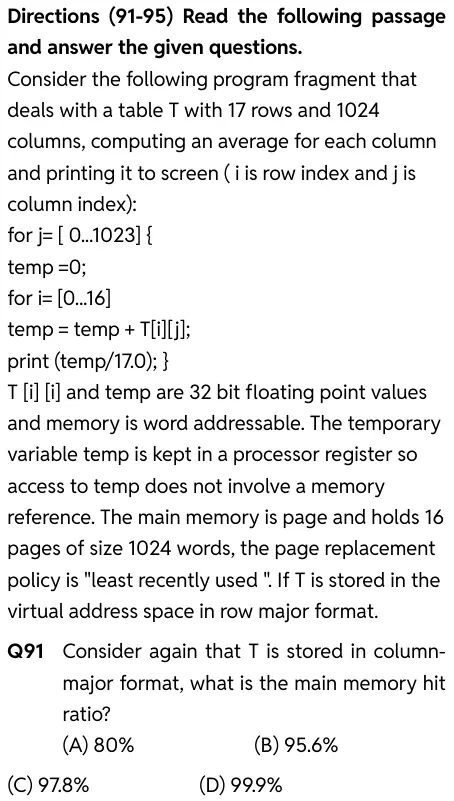 Directions (91-95) Read the following passage
and answer the given questions.
Consider the following program fragment that
deals with a table T with 17 rows and 1024
columns, computing an average for each column
and printing it to screen ( i is row index and j is
column index):
for j= [ 0...1023] {
temp =0;
for i= [0...16]
temp = temp + T[i][j];
print (temp/17.0); }
T [i] [i] and temp are 32 bit floating point values
and memory is word addressable. The temporary
variable temp is kept in a processor register so
access to temp does not involve a memory
reference. The main memory is page and holds 16
pages of size 1024 words, the page replacement
policy is "least recently used ". If T is stored in the
virtual address space in row major format.
Q91 Consider again that T is stored in column-
major format, what is the main memory hit
ratio?
(A) 80% (B) 95.6%
(C) 97.8% (D) 99.9%